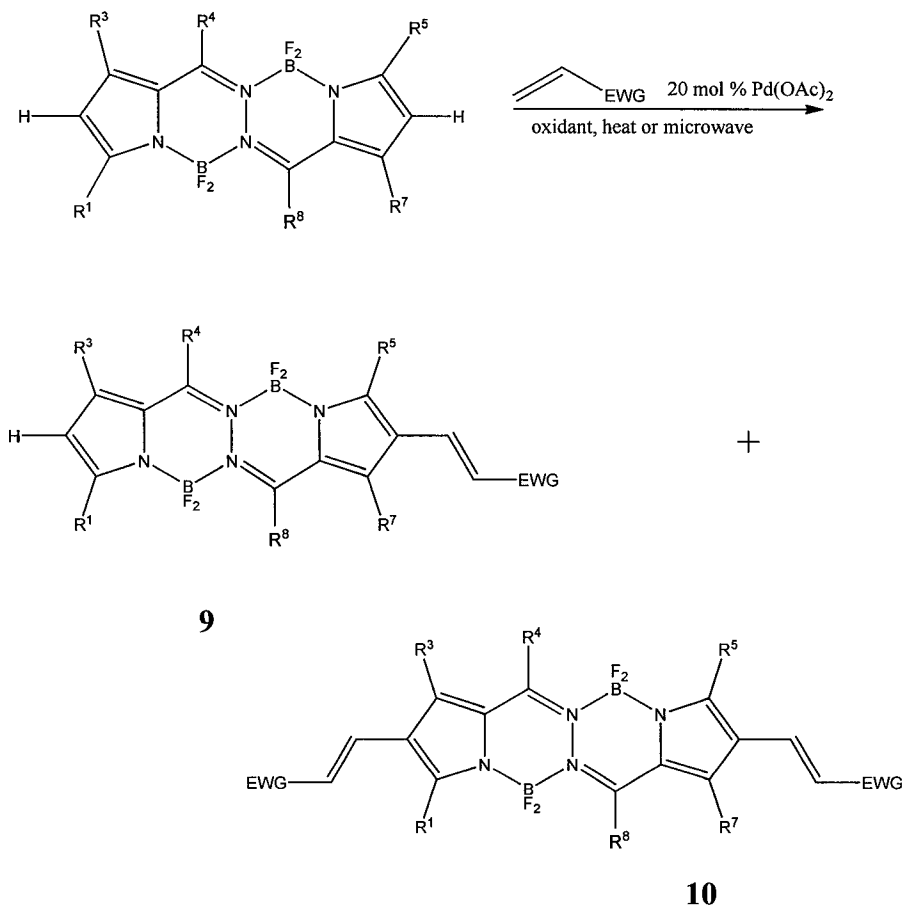 R³ R⁴ R⁵
F₂
B
N N
EWG 20 mol % Pd(OAc)₂
H H
oxidant, heat or microwave
N N
B
F₂
R¹ R⁸ R⁷
R³ R⁴ R⁵
F₂
B
N N
H +
N N
EWG
B
F₂
R¹ R⁸ R⁷
9
R³ R⁴ R⁵
F₂
B
N N
EWG N N EWG
B
F₂
R¹ R⁸ R⁷
10